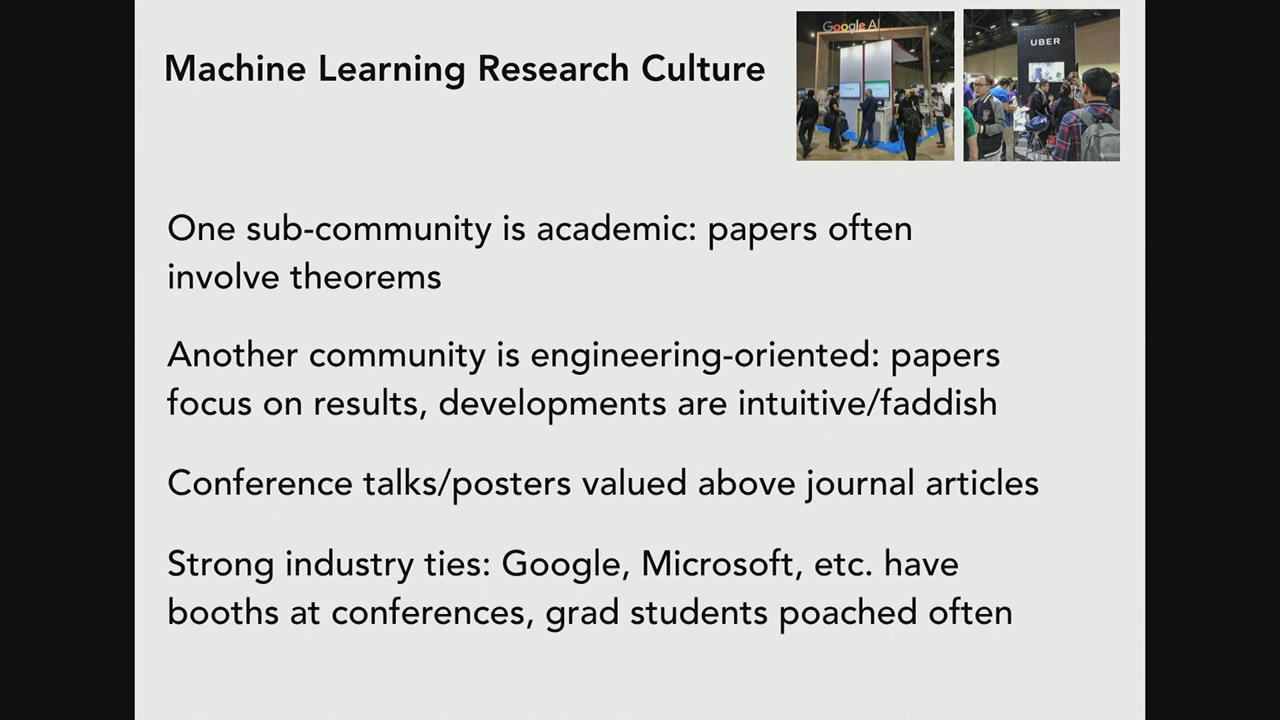 Machine Learning Research Culture
Google AI
UBER
One sub-community is academic: papers often
involve theorems
Another community is engineering-oriented: papers
focus on results, developments are intuitive/faddish
Conference talks/posters valued above journal articles
Strong industry ties: Google, Microsoft, etc. have
booths at conferences, grad students poached often